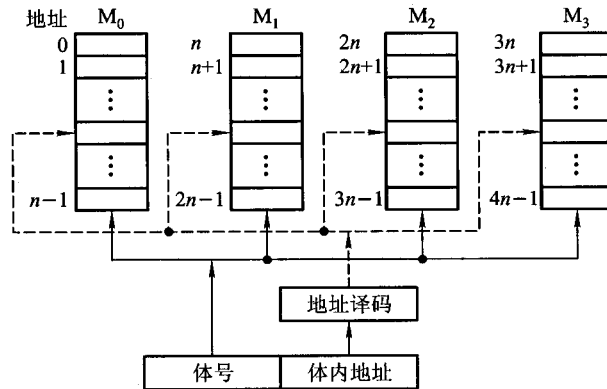 地址 M₀ M₁ M₂ M₃
0 n 2n 3n
1 n+1 2n+1 3n+1
⋮ ⋮ ⋮ ⋮
⋮ ⋮ ⋮ ⋮
n−1 2n−1 3n−1 4n−1
地址译码
体号 体内地址